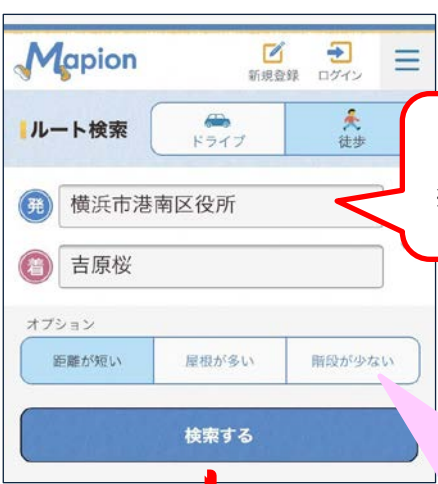 Mapion
新規登録 ログイン
ルート検索
ドライブ 徒歩
発 横浜市港南区役所
着 吉原桜
オプション
距離が短い 屋根が多い 階段が少ない
検索する